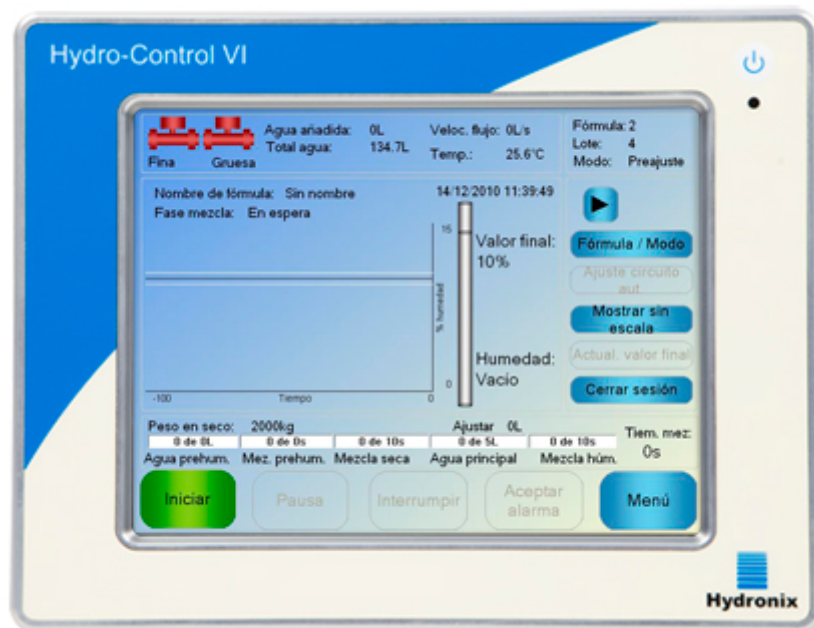 Hydro-Control VI
Fina Gruesa
Agua añadida: 0L
Total agua: 134.7L
Veloc. flujo: 0L/s
Temp.: 25.6°C
Fórmula: 2
Lote: 4
Modo: Preajuste
Nombre de fórmula: Sin nombre
Fase mezcla: En espera
14/12/2010 11:39:49
15
% humedad
0
-100 Tiempo 0
Valor final:
10%
Humedad:
Vacio
Fórmula / Modo
Ajuste circuito
aut
Mostrar sin
escala
Actual. valor final
Cerrar sesión
Peso en seco: 2000kg
Ajustar 0L
0 de 0L 0 de 0s 0 de 10s 0 de 5L 0 de 10s
Agua prehum. Mez. prehum. Mezcla seca Agua principal Mezcla húm.
Tiem. mez:
0s
Iniciar
Pausa
Interrumpir
Aceptar
alarma
Menú
Hydronix